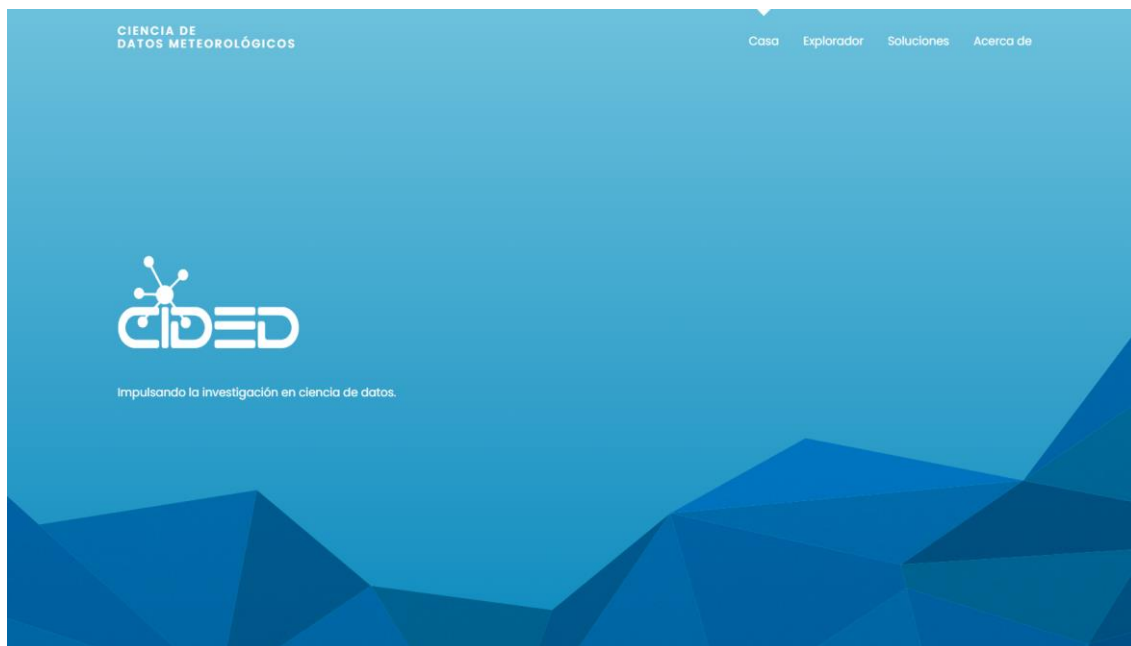 CIENCIA DE
DATOS METEOROLÓGICOS
Casa Explorador Soluciones Acerca de
CIDED
Impulsando la investigación en ciencia de datos.